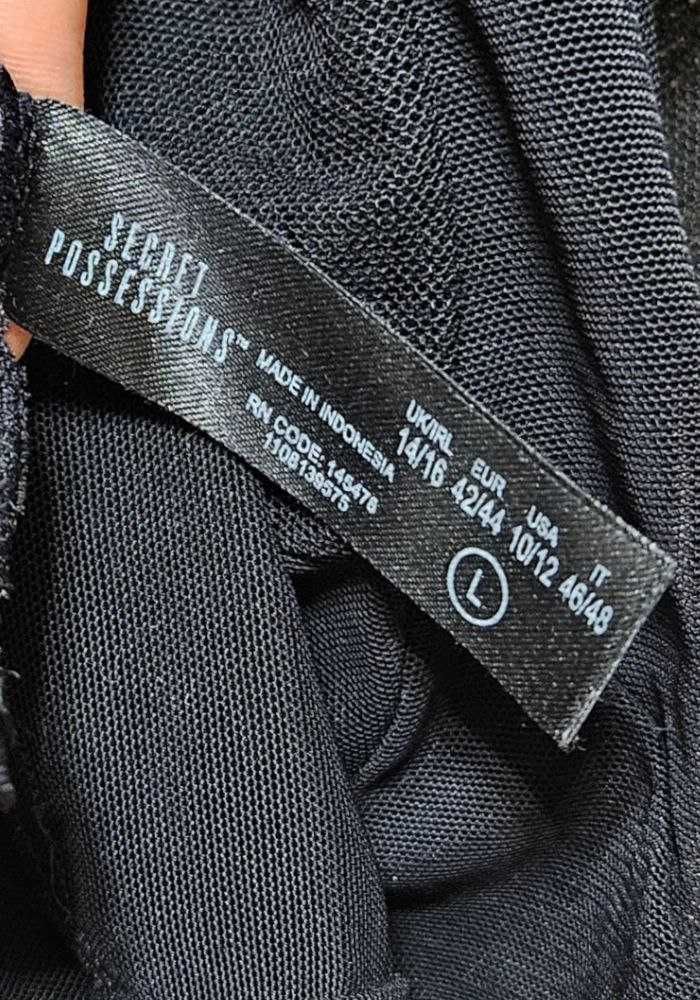 SECRET
POSSESSIONS™
MADE IN INDONESIA
RN CODE:145476
1108139575
UK/IRL EUR USA IT
14/16 42/44 10/12 46/48
L